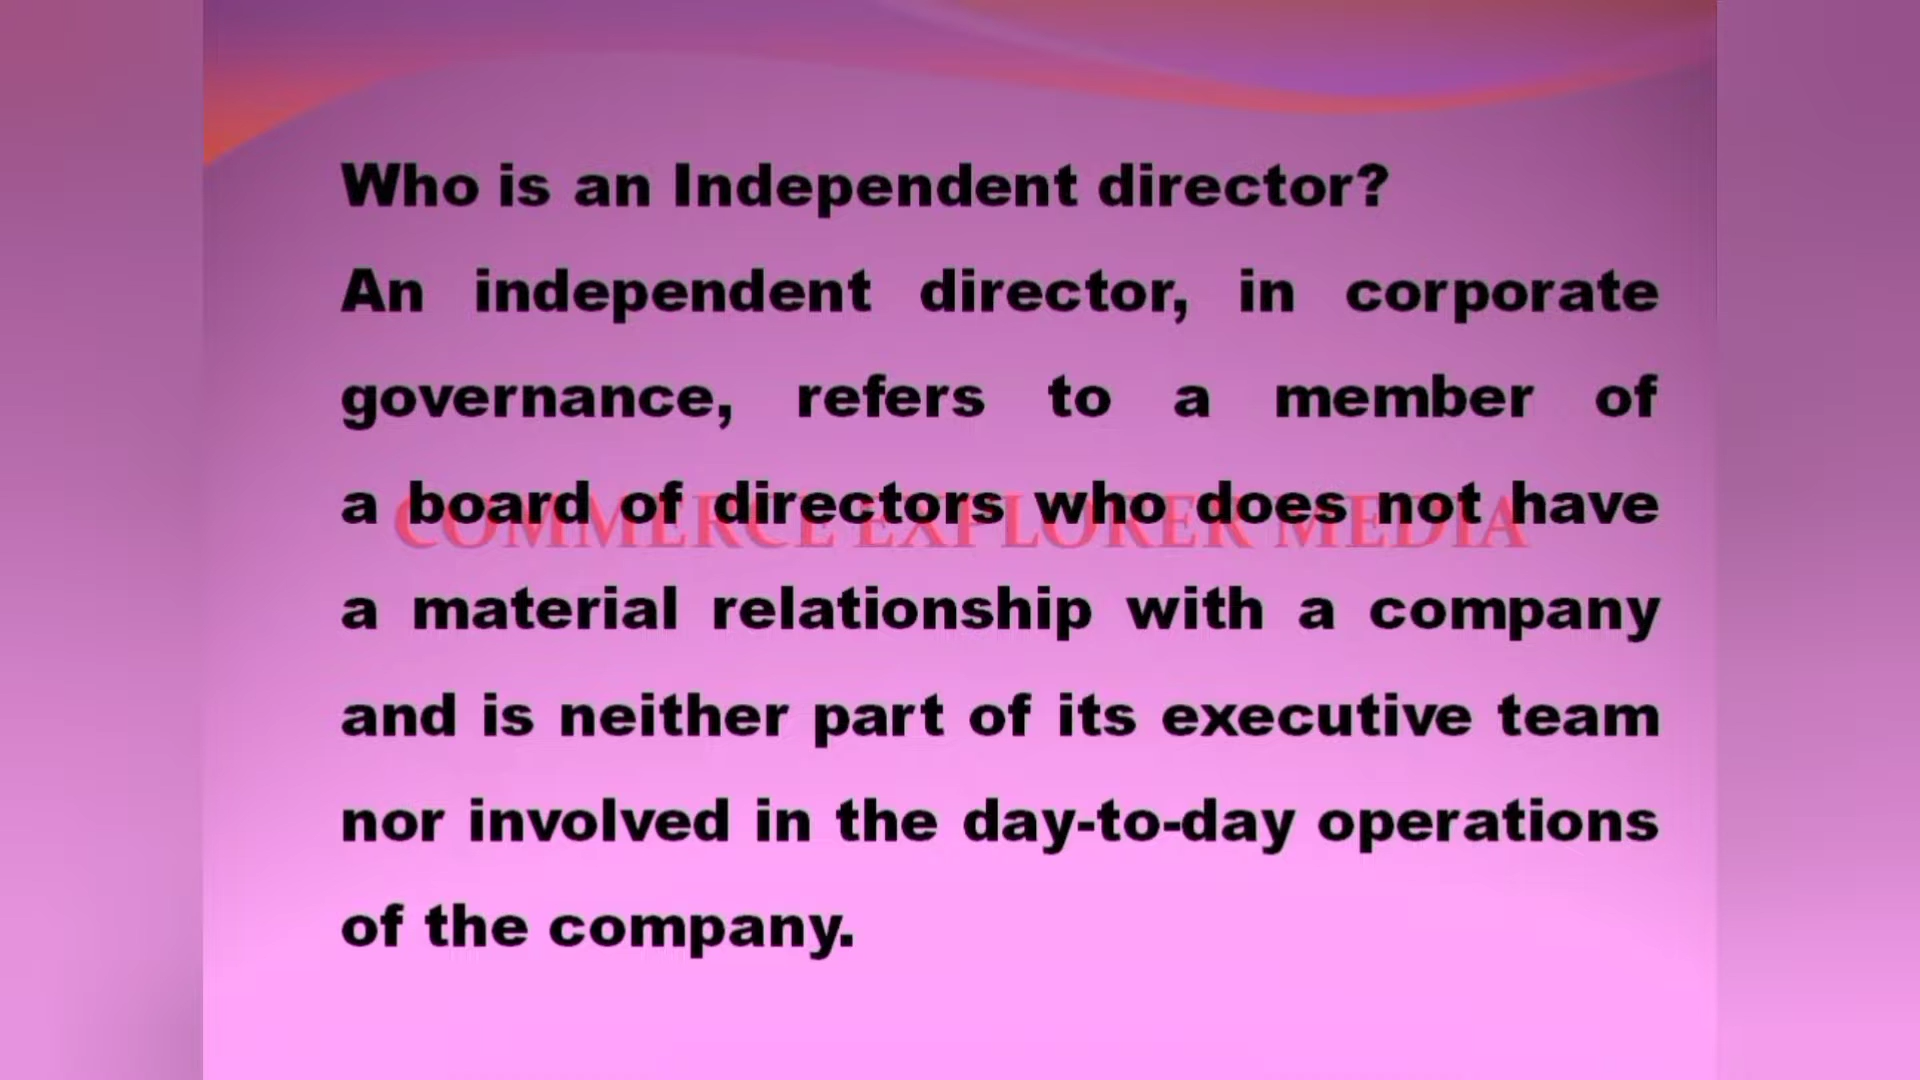 Who is an Independent director?
An independent director, in corporate
governance, refers to a member of
a board of directors who does not have
COMMERCE EXPLORER MEDIA
a material relationship with a company
and is neither part of its executive team
nor involved in the day-to-day operations
of the company.